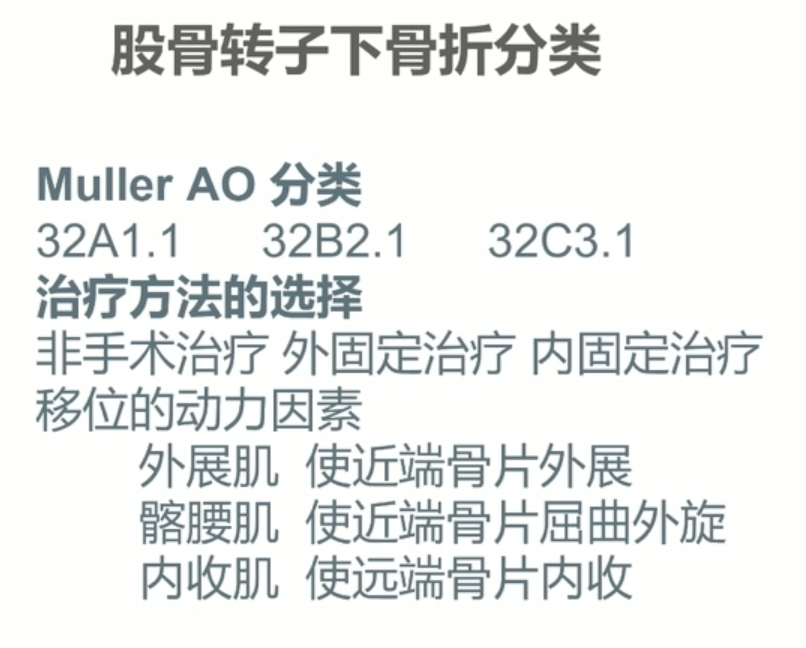 股骨转子下骨折分类
Muller AO 分类
32A1.1 32B2.1 32C3.1
治疗方法的选择
非手术治疗 外固定治疗 内固定治疗
移位的动力因素
外展肌 使近端骨片外展
髂腰肌 使近端骨片屈曲外旋
内收肌 使远端骨片内收